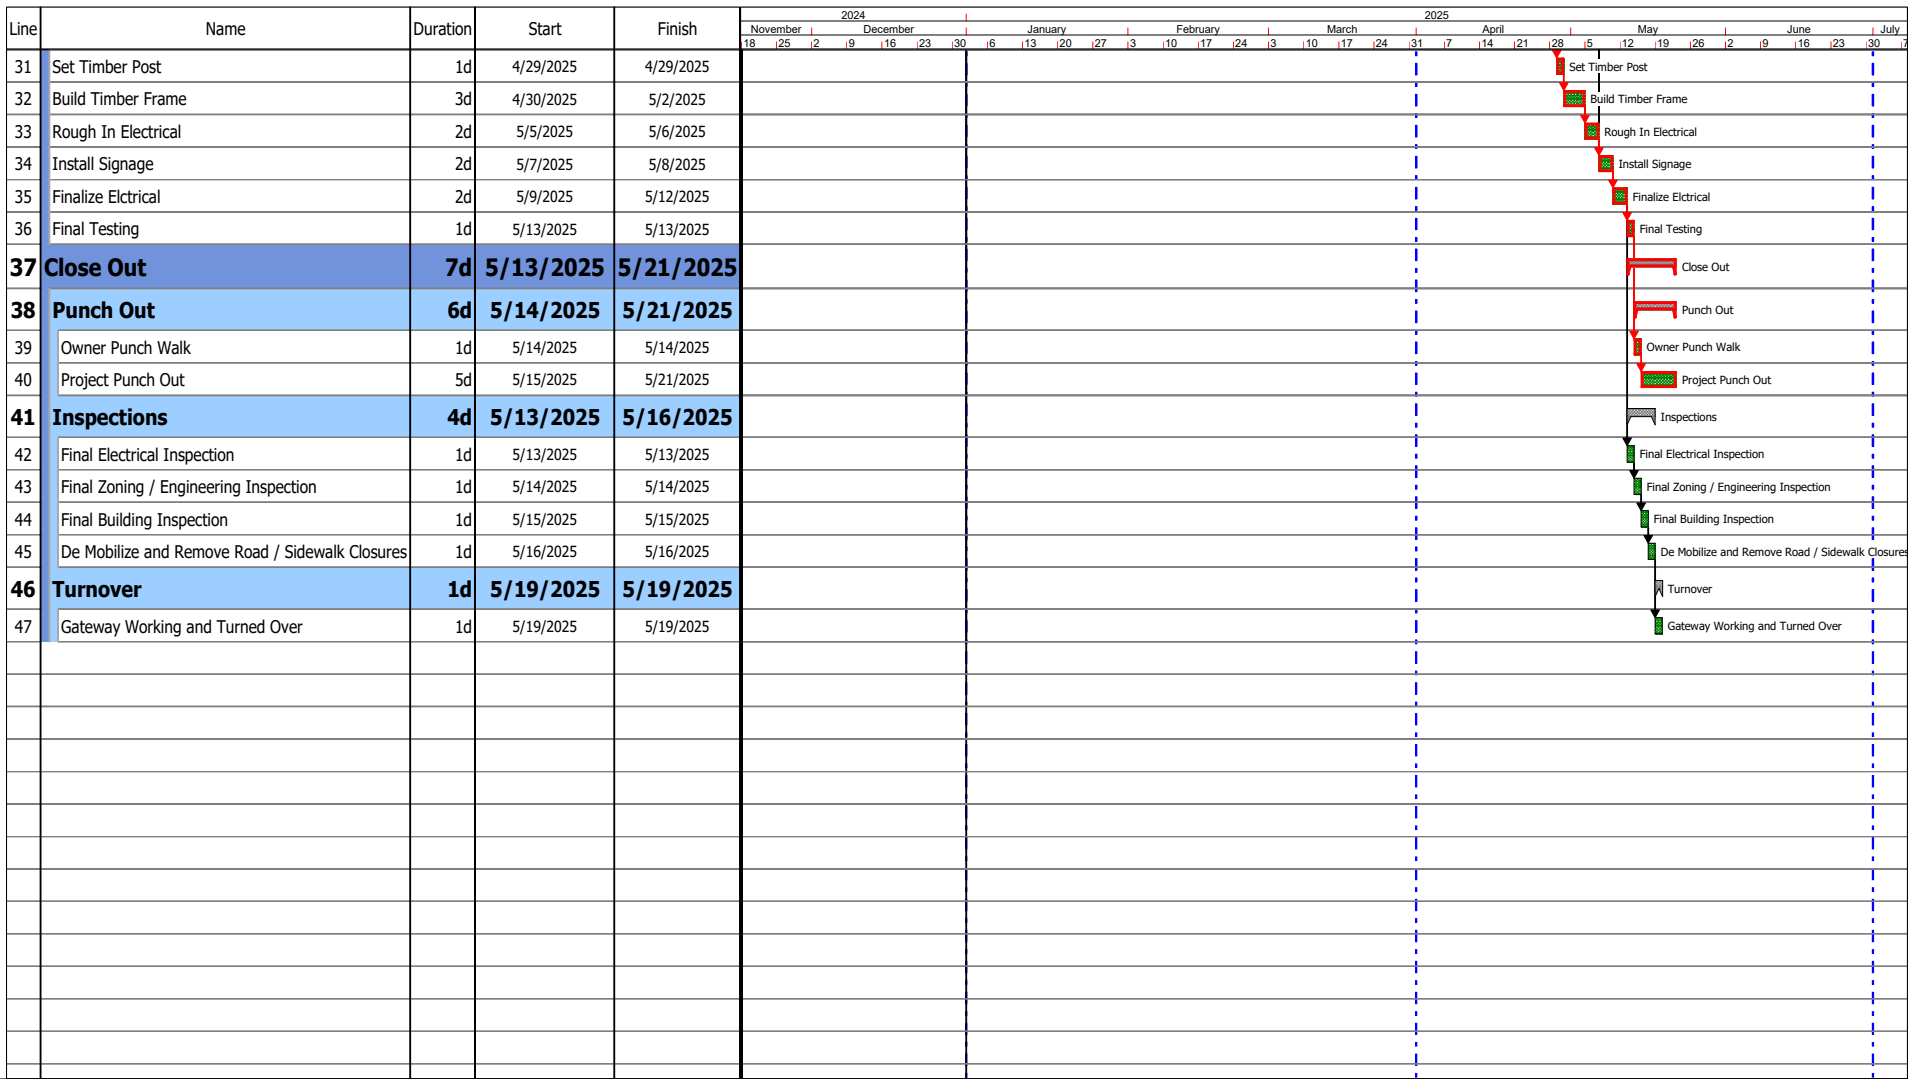 Line Name Duration Start Finish
2024 2025
November December January February March April May June July
18 25 2 9 16 23 30 6 13 20 27 3 10 17 24 3 10 17 24 31 7 14 21 28 5 12 19 26 2 9 16 23 30 7
31 Set Timber Post 1d 4/29/2025 4/29/2025 Set Timber Post
32 Build Timber Frame 3d 4/30/2025 5/2/2025 Build Timber Frame
33 Rough In Electrical 2d 5/5/2025 5/6/2025 Rough In Electrical
34 Install Signage 2d 5/7/2025 5/8/2025 Install Signage
35 Finalize Elctrical 2d 5/9/2025 5/12/2025 Finalize Elctrical
36 Final Testing 1d 5/13/2025 5/13/2025 Final Testing
37 Close Out 7d 5/13/2025 5/21/2025 Close Out
38 Punch Out 6d 5/14/2025 5/21/2025 Punch Out
39 Owner Punch Walk 1d 5/14/2025 5/14/2025 Owner Punch Walk
40 Project Punch Out 5d 5/15/2025 5/21/2025 Project Punch Out
41 Inspections 4d 5/13/2025 5/16/2025 Inspections
42 Final Electrical Inspection 1d 5/13/2025 5/13/2025 Final Electrical Inspection
43 Final Zoning / Engineering Inspection 1d 5/14/2025 5/14/2025 Final Zoning / Engineering Inspection
44 Final Building Inspection 1d 5/15/2025 5/15/2025 Final Building Inspection
45 De Mobilize and Remove Road / Sidewalk Closures 1d 5/16/2025 5/16/2025 De Mobilize and Remove Road / Sidewalk Closures
46 Turnover 1d 5/19/2025 5/19/2025 Turnover
47 Gateway Working and Turned Over 1d 5/19/2025 5/19/2025 Gateway Working and Turned Over